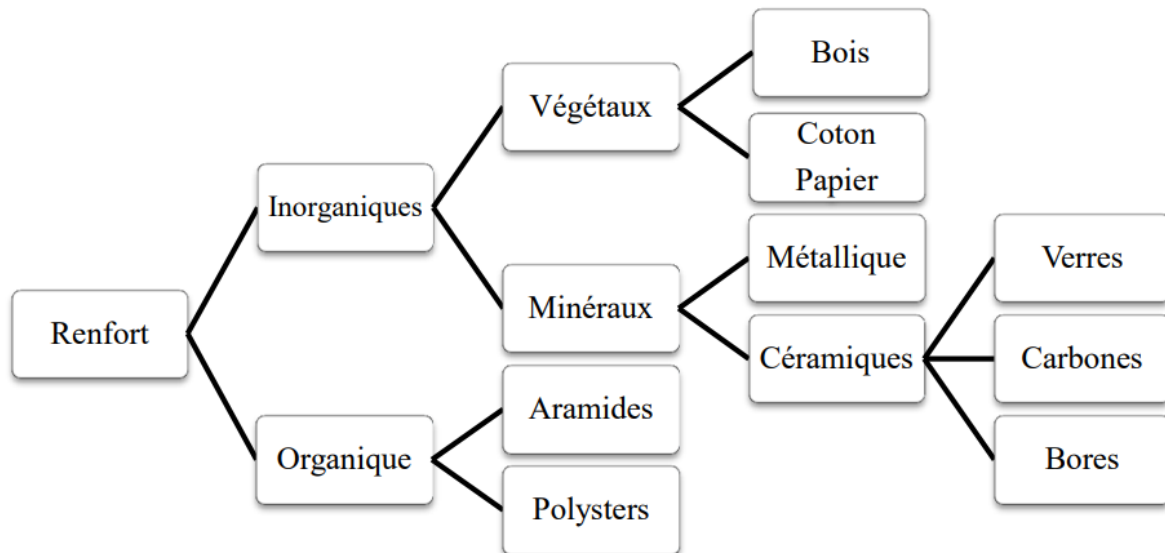 Bois
Végétaux
Coton
Papier
Inorganiques
Métallique
Verres
Minéraux
Renfort
Céramiques
Carbones
Aramides
Organique
Bores
Polysters